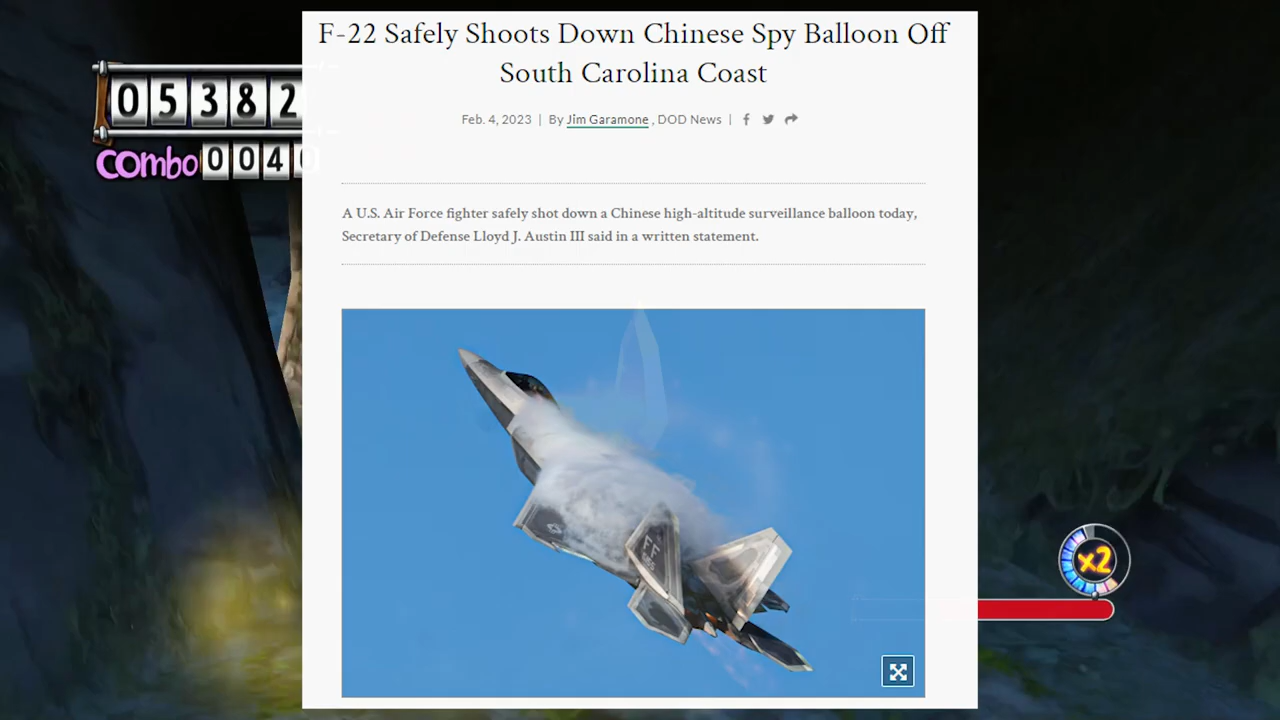 F-22 Safely Shoots Down Chinese Spy Balloon Off
South Carolina Coast
Feb. 4, 2023 | By Jim Garamone , DOD News |
05382
combo 004
A U.S. Air Force fighter safely shot down a Chinese high-altitude surveillance balloon today,
Secretary of Defense Lloyd J. Austin III said in a written statement.
FF
x2